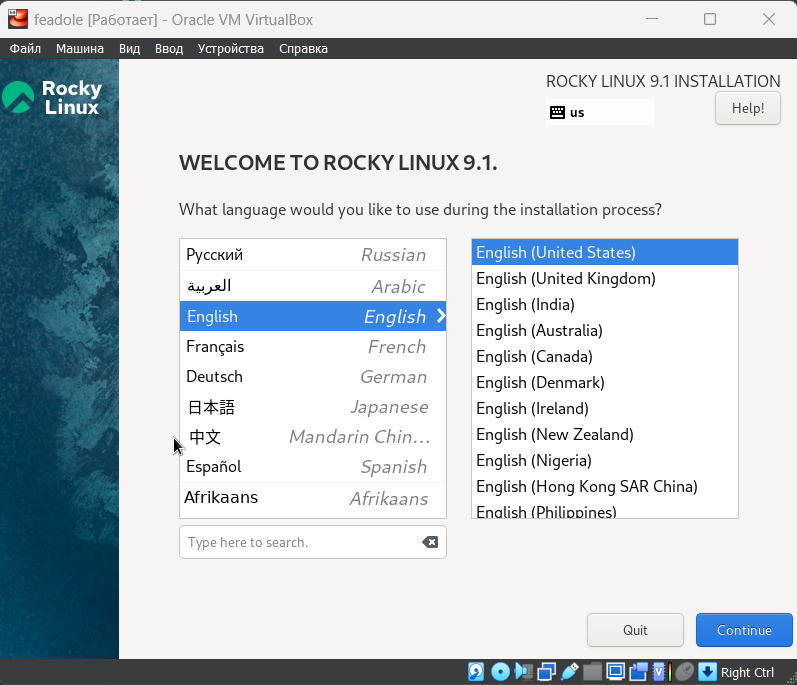 feadole [Работает] - Oracle VM VirtualBox
Файл Машина Вид Ввод Устройства Справка
Rocky
Linux
ROCKY LINUX 9.1 INSTALLATION
us
Help!
WELCOME TO ROCKY LINUX 9.1.
What language would you like to use during the installation process?
Русский Russian
العربية Arabic
English English
Français French
Deutsch German
日本語 Japanese
中文 Mandarin Chin...
Español Spanish
Afrikaans Afrikaans
Type here to search.
English (United States)
English (United Kingdom)
English (India)
English (Australia)
English (Canada)
English (Denmark)
English (Ireland)
English (New Zealand)
English (Nigeria)
English (Hong Kong SAR China)
English (Philippines)
Quit
Continue
Right Ctrl